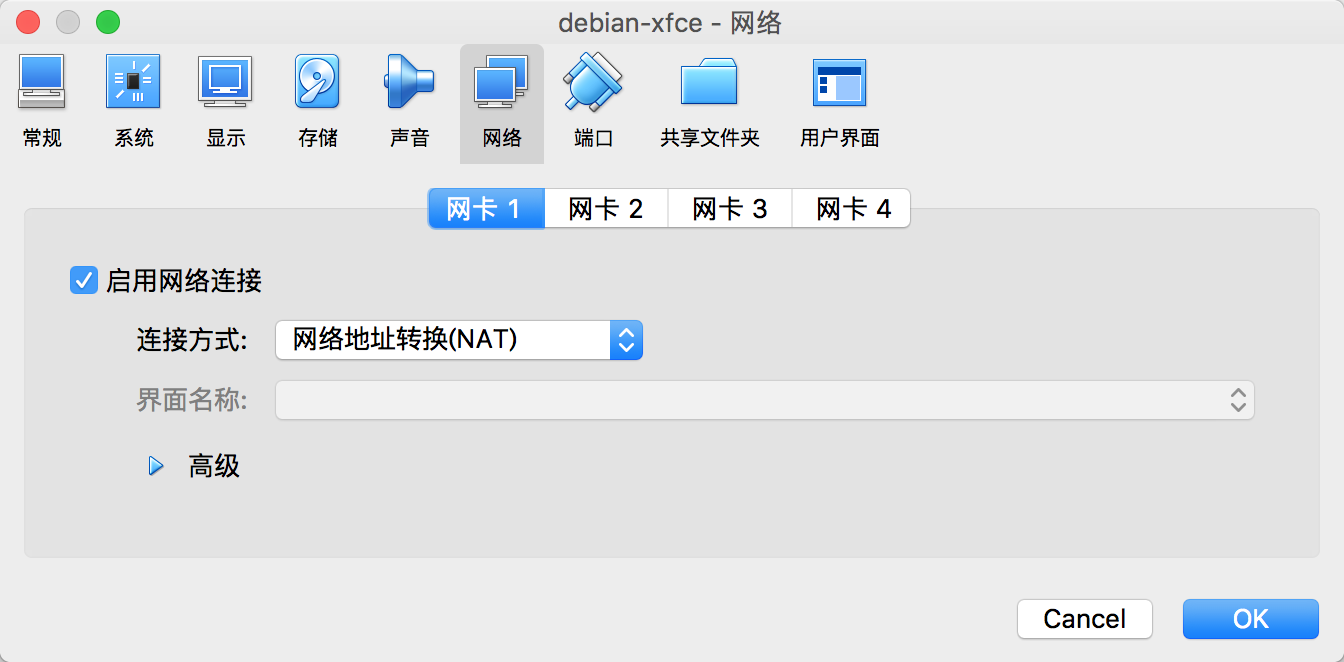 debian-xfce - 网络
常规 系统 显示 存储 声音 网络 端口 共享文件夹 用户界面
网卡 1 网卡 2 网卡 3 网卡 4
启用网络连接
连接方式: 网络地址转换(NAT)
界面名称:
高级
Cancel OK